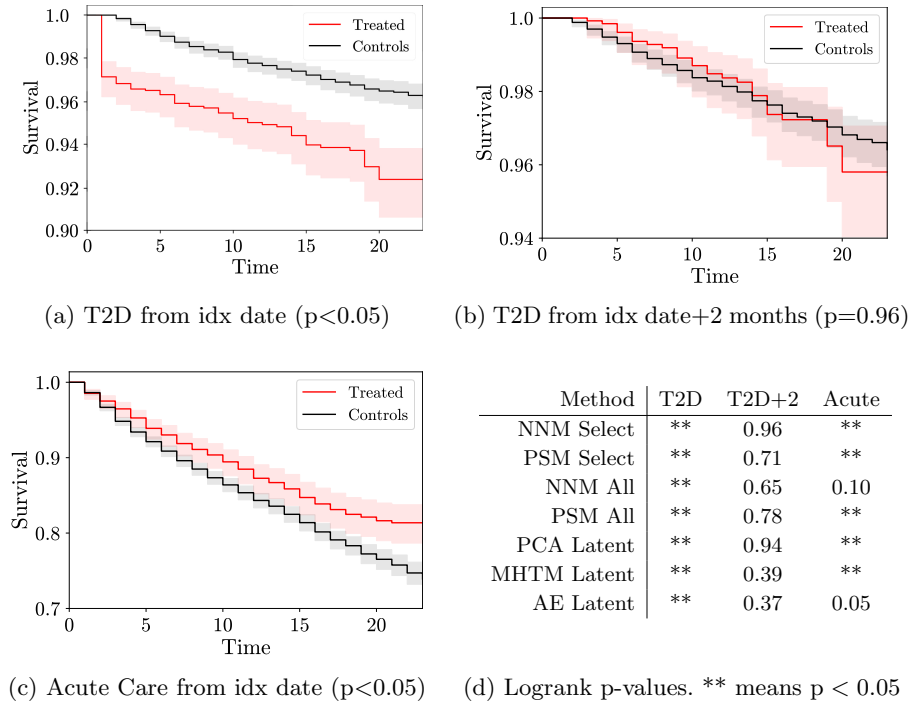 1.00
0.98
0.96
0.94
0.92
0.90
Survival
Treated
Controls
0 5 10 15 20
Time
(a) T2D from idx date (p<0.05)
1.00
0.98
0.96
0.94
Survival
Treated
Controls
0 5 10 15 20
Time
(b) T2D from idx date+2 months (p=0.96)
1.0
0.9
0.8
0.7
Survival
Treated
Controls
0 5 10 15 20
Time
(c) Acute Care from idx date (p<0.05)
Method T2D T2D+2 Acute
NNM Select ** 0.96 **
PSM Select ** 0.71 **
NNM All ** 0.65 0.10
PSM All ** 0.78 **
PCA Latent ** 0.94 **
MHTM Latent ** 0.39 **
AE Latent ** 0.37 0.05
(d) Logrank p-values. ** means p < 0.05